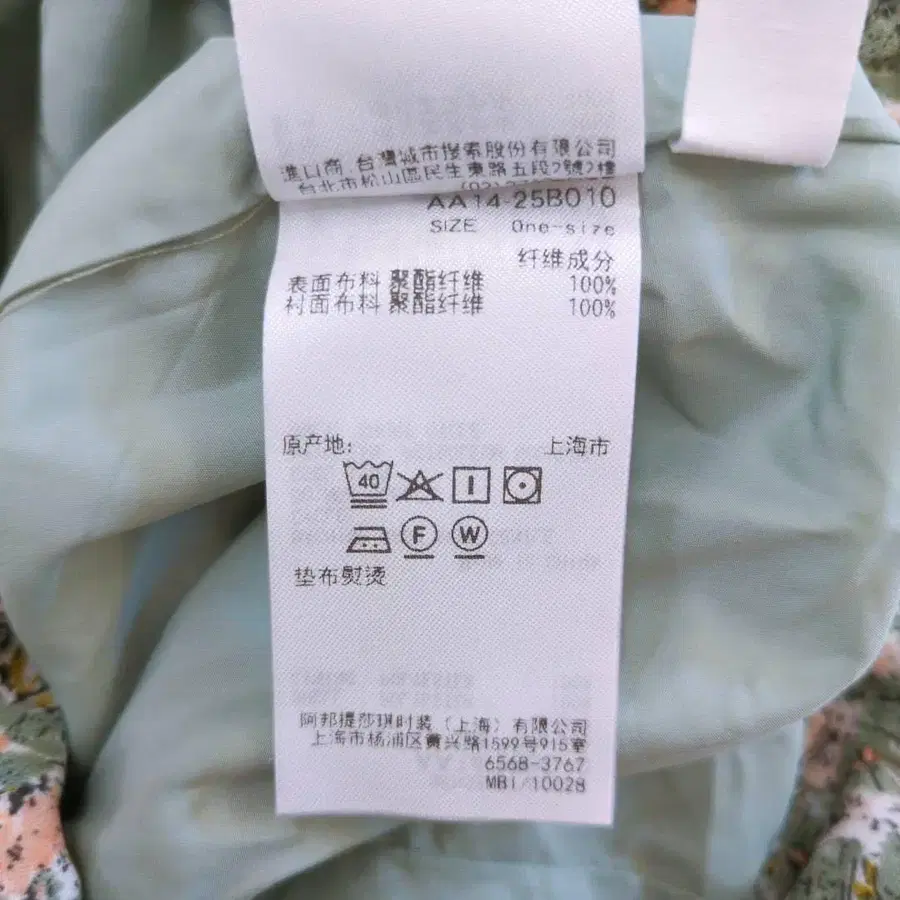 進口商. 台灣城市搜索股份有限公司
台北市松山區民生東路五段2號2樓
AA14-25B010
SIZE One-size
纤维成分
表面布料 聚酯纤维 100%
衬面布料 聚酯纤维 100%
原产地: 上海市
40
F W
垫布熨烫
阿邦提莎琪时装（上海）有限公司
上海市杨浦区黄兴路1599号915室
6568-3767
MB1/10028